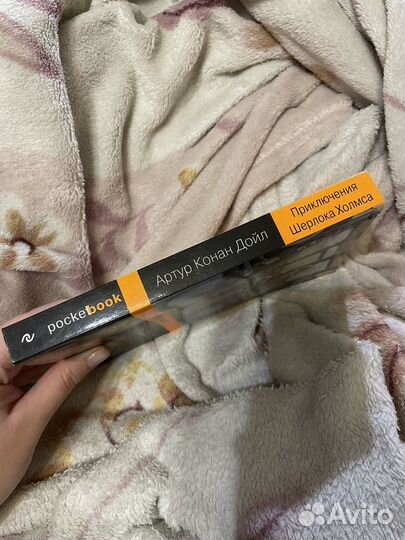 pocketbook
Артур Конан Дойл
Приключения
Шерлока Холмса
Avito